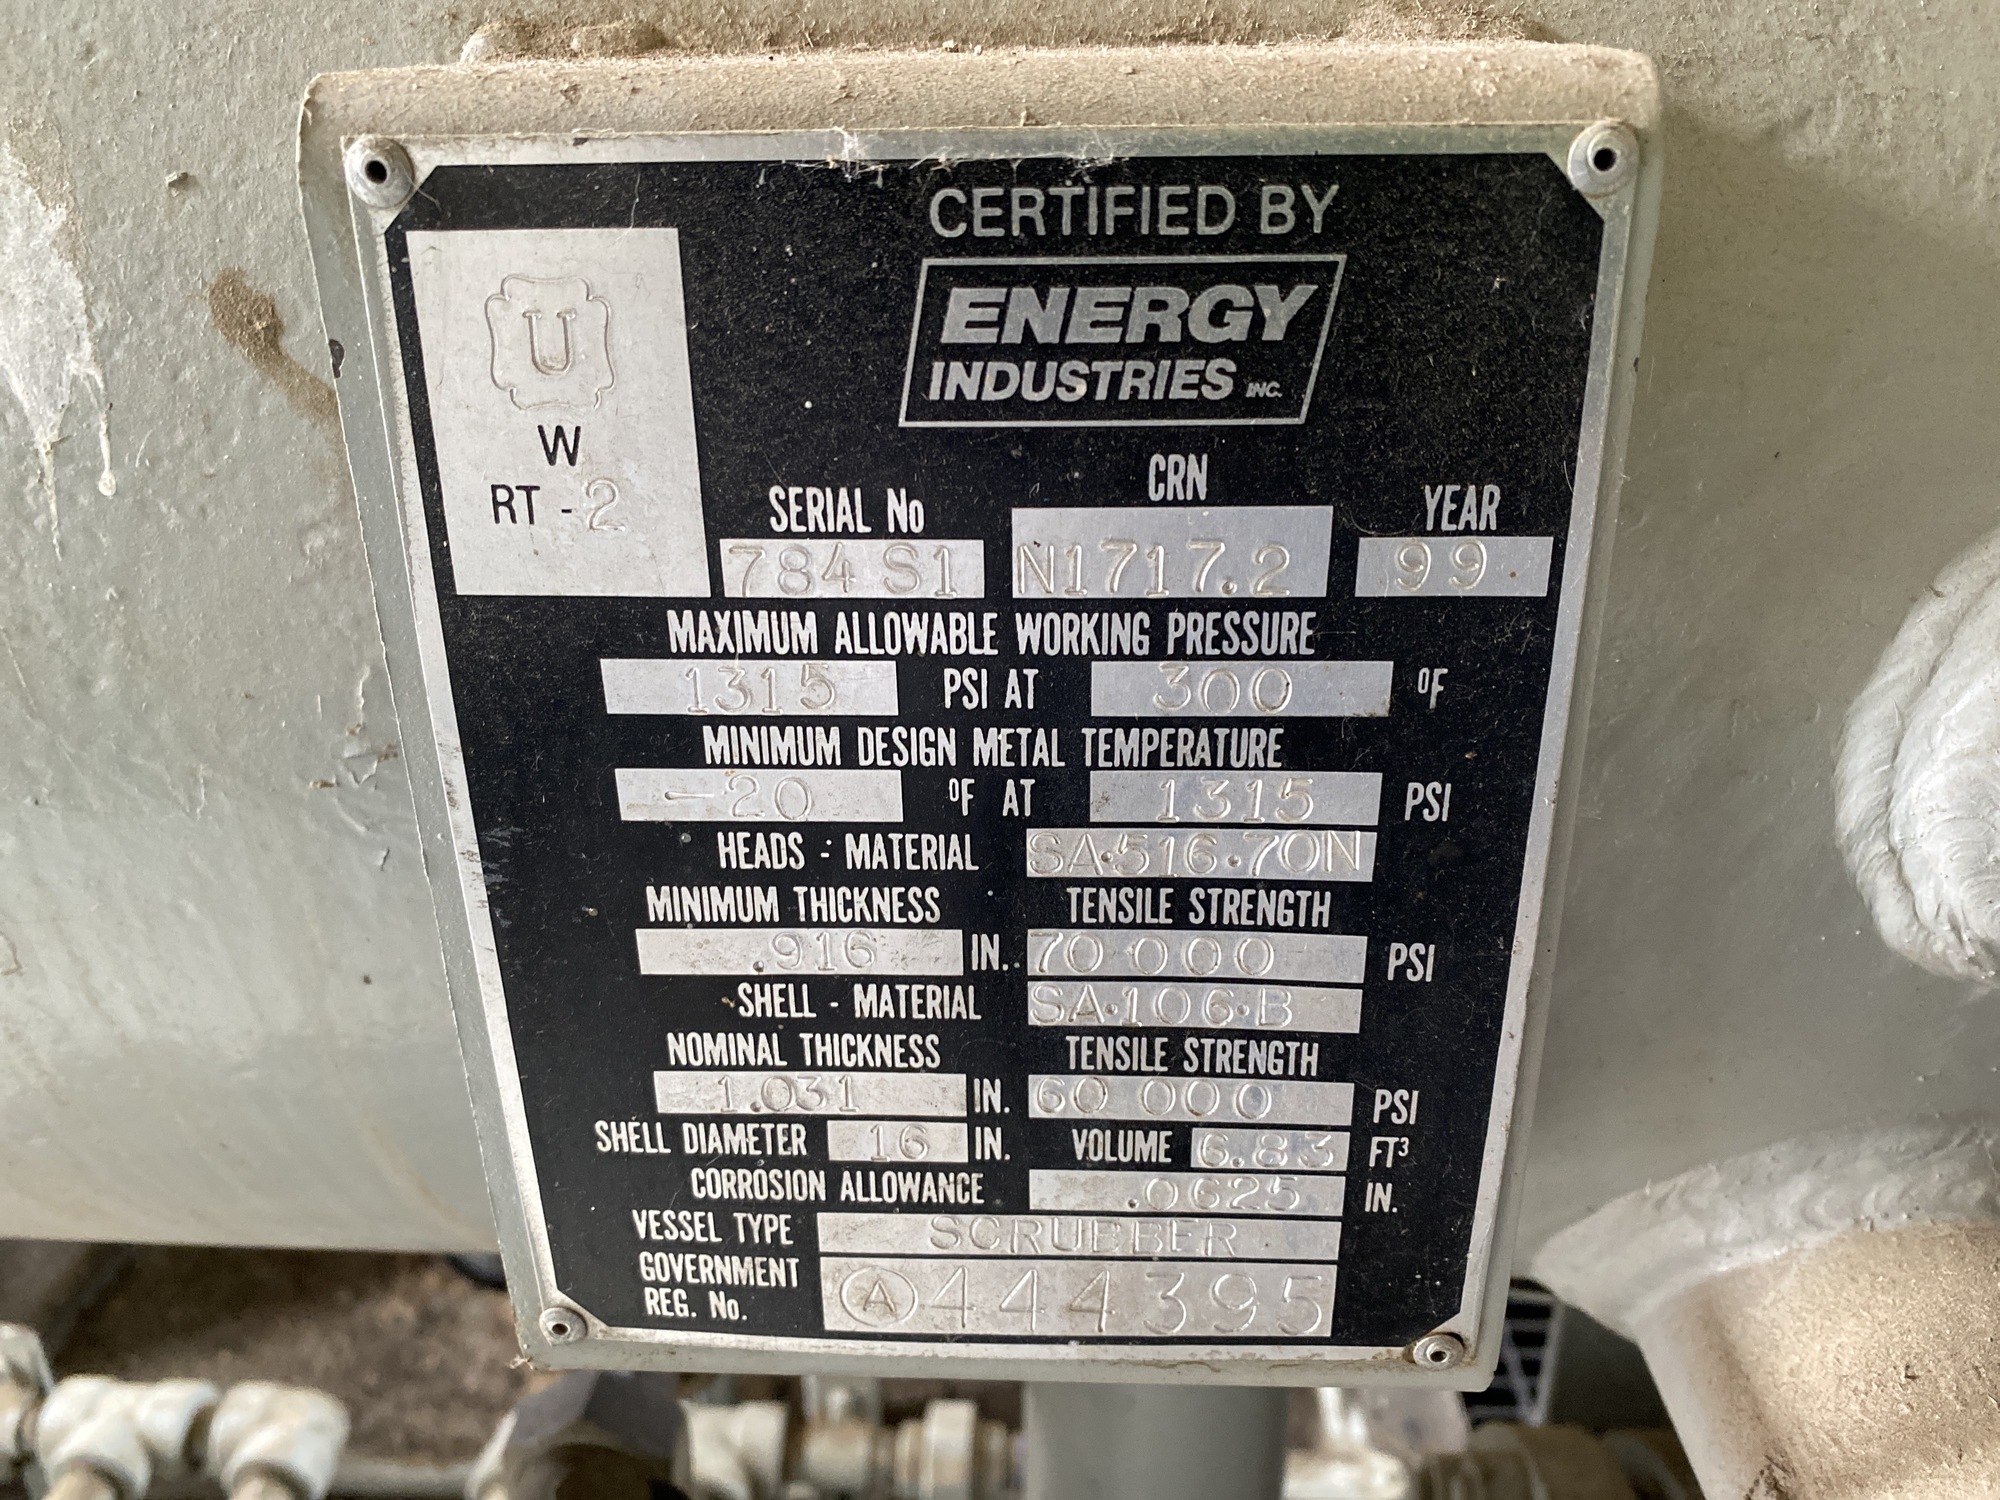 CERTIFIED BY
ENERGY
INDUSTRIES INC.
U
W
RT - 2
SERIAL No CRN YEAR
784 S1 N1717.2 99
MAXIMUM ALLOWABLE WORKING PRESSURE
1315 PSI AT 300 °F
MINIMUM DESIGN METAL TEMPERATURE
-20 °F AT 1315 PSI
HEADS - MATERIAL SA·516·70N
MINIMUM THICKNESS TENSILE STRENGTH
.916 IN. 70 000 PSI
SHELL - MATERIAL SA·106·B
NOMINAL THICKNESS TENSILE STRENGTH
1.031 IN. 60 000 PSI
SHELL DIAMETER 16 IN. VOLUME 6.83 FT³
CORROSION ALLOWANCE .0625 IN.
VESSEL TYPE SCRUBBER
GOVERNMENT
REG. No. Ⓐ444395